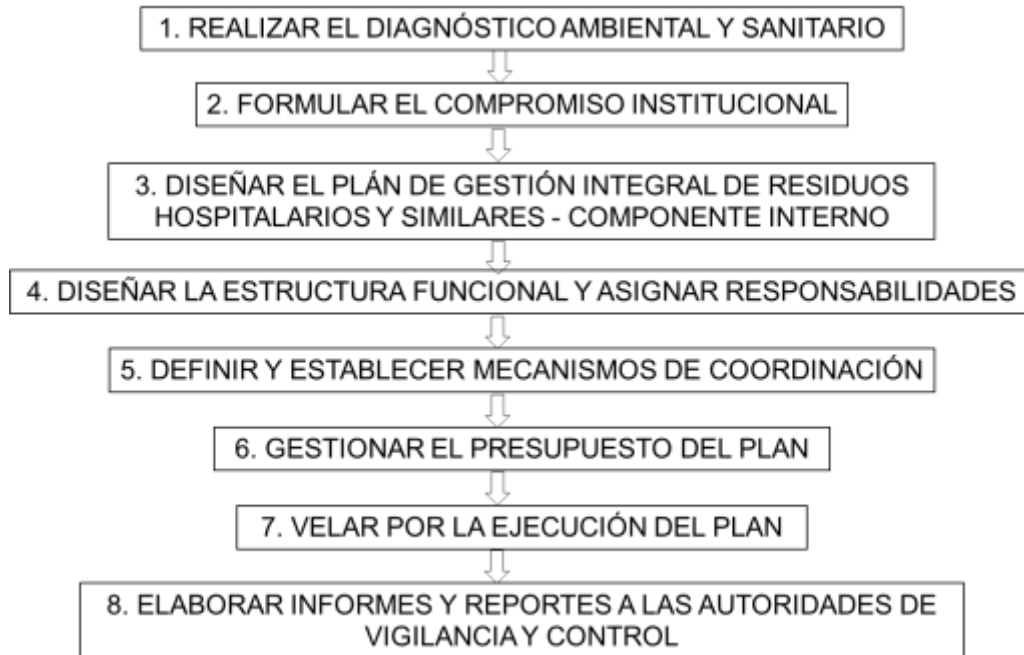 1. REALIZAR EL DIAGNÓSTICO AMBIENTAL Y SANITARIO
2. FORMULAR EL COMPROMISO INSTITUCIONAL
3. DISEÑAR EL PLÁN DE GESTIÓN INTEGRAL DE RESIDUOS
HOSPITALARIOS Y SIMILARES - COMPONENTE INTERNO
4. DISEÑAR LA ESTRUCTURA FUNCIONAL Y ASIGNAR RESPONSABILIDADES
5. DEFINIR Y ESTABLECER MECANISMOS DE COORDINACIÓN
6. GESTIONAR EL PRESUPUESTO DEL PLAN
7. VELAR POR LA EJECUCIÓN DEL PLAN
8. ELABORAR INFORMES Y REPORTES A LAS AUTORIDADES DE
VIGILANCIA Y CONTROL